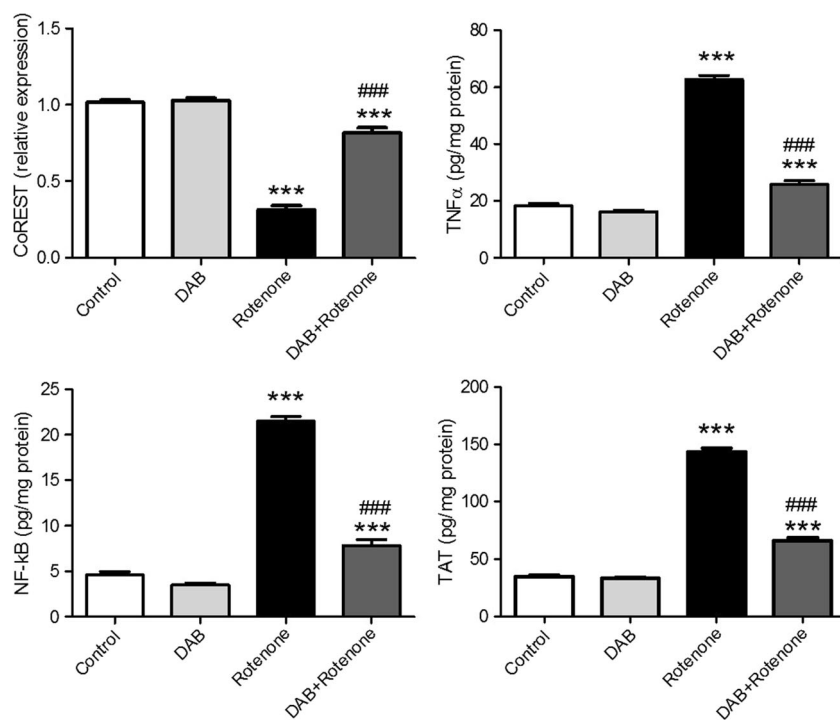 CoREST (relative expression)
1.5
1.0
0.5
0.0
***
###
***
Control
DAB
Rotenone
DAB+Rotenone
TNFα (pg/mg protein)
80
60
40
20
0
***
###
***
Control
DAB
Rotenone
DAB+Rotenone
NF-kB (pg/mg protein)
25
20
15
10
5
0
***
###
***
Control
DAB
Rotenone
DAB+Rotenone
TAT (pg/mg protein)
200
150
100
50
0
***
###
***
Control
DAB
Rotenone
DAB+Rotenone